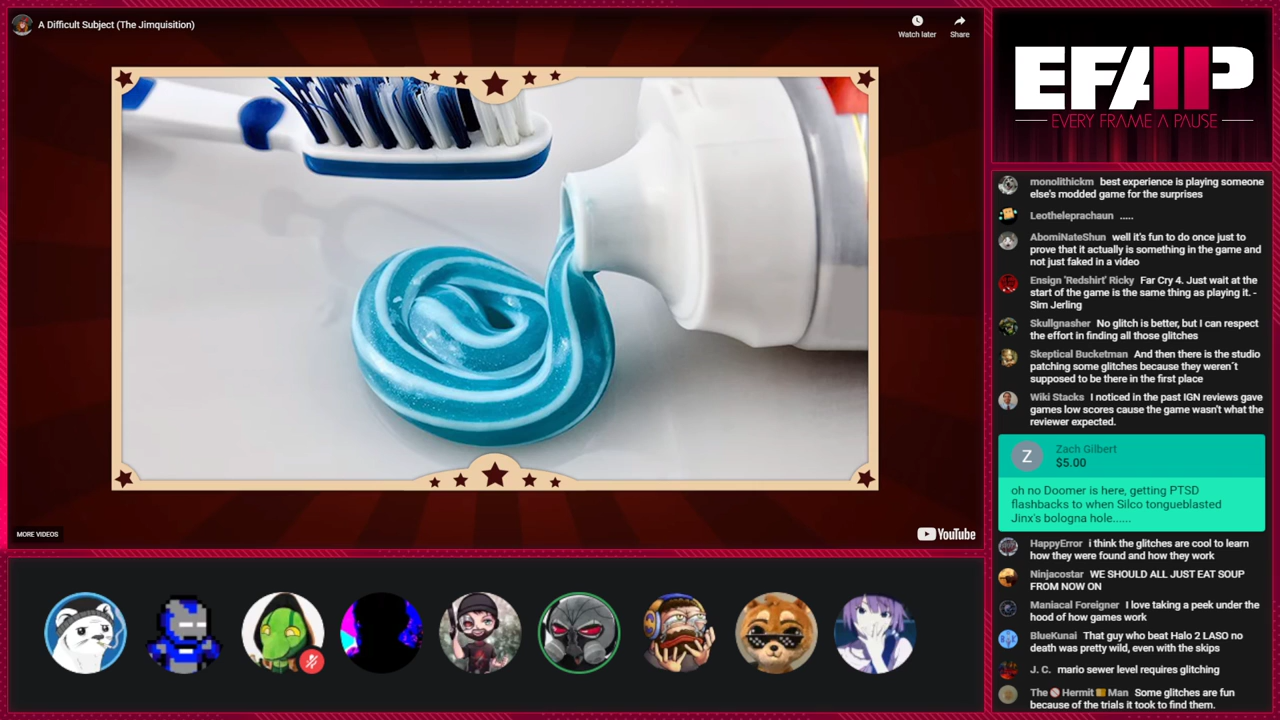 A Difficult Subject (The Jimquisition)
Watch later
Share
MORE VIDEOS
YouTube
EFAP
EVERY FRAME A PAUSE
monolithickm best experience is playing someone
else's modded game for the surprises
Leotheleprachaun .....
AbomiNateShun well it's fun to do once just to
prove that it actually is something in the game and
not just faked in a video
Ensign 'Redshirt' Ricky Far Cry 4. Just wait at the
start of the game is the same thing as playing it. -
Sim Jerling
Skullgnasher No glitch is better, but I can respect
the effort in finding all those glitches
Skeptical Bucketman And then there is the studio
patching some glitches because they weren´t
supposed to be there in the first place
Wiki Stacks I noticed in the past IGN reviews gave
games low scores cause the game wasn't what the
reviewer expected.
Z
Zach Gilbert
$5.00
oh no Doomer is here, getting PTSD
flashbacks to when Silco tongueblasted
Jinx's bologna hole......
HappyError i think the glitches are cool to learn
how they were found and how they work
Ninjacostar WE SHOULD ALL JUST EAT SOUP
FROM NOW ON
Maniacal Foreigner I love taking a peek under the
hood of how games work
BlueKunai That guy who beat Halo 2 LASO no
death was pretty wild, even with the skips
J. C. mario sewer level requires glitching
The Hermit Man Some glitches are fun
because of the trials it took to find them.